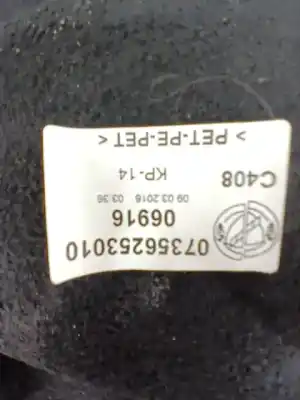 07356253010
06916
09.03.2016 03:36
C408
KP-14
> PET-PE-PET <